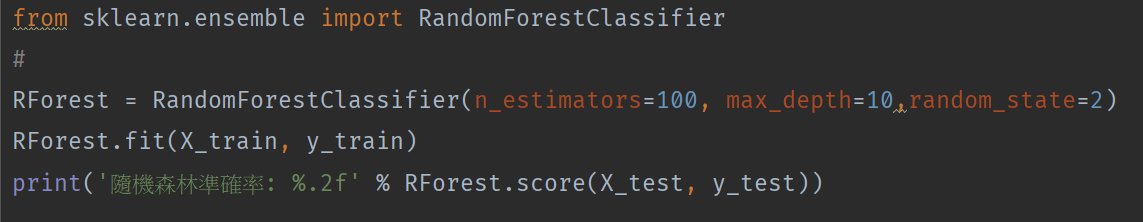 from sklearn.ensemble import RandomForestClassifier
#
RForest = RandomForestClassifier(n_estimators=100, max_depth=10,random_state=2)
RForest.fit(X_train, y_train)
print('隨機森林準確率: %.2f' % RForest.score(X_test, y_test))